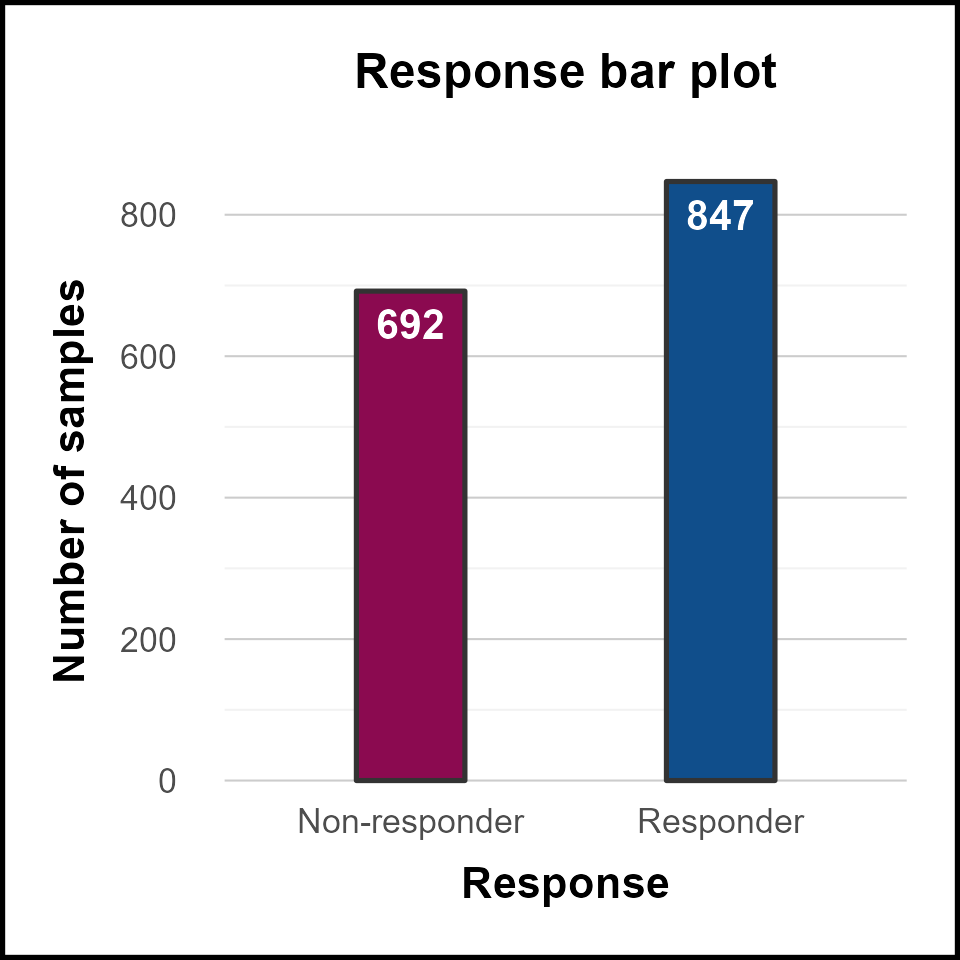 Response bar plot
Number of samples
800
600
400
200
0
692
847
Non-responder
Responder
Response